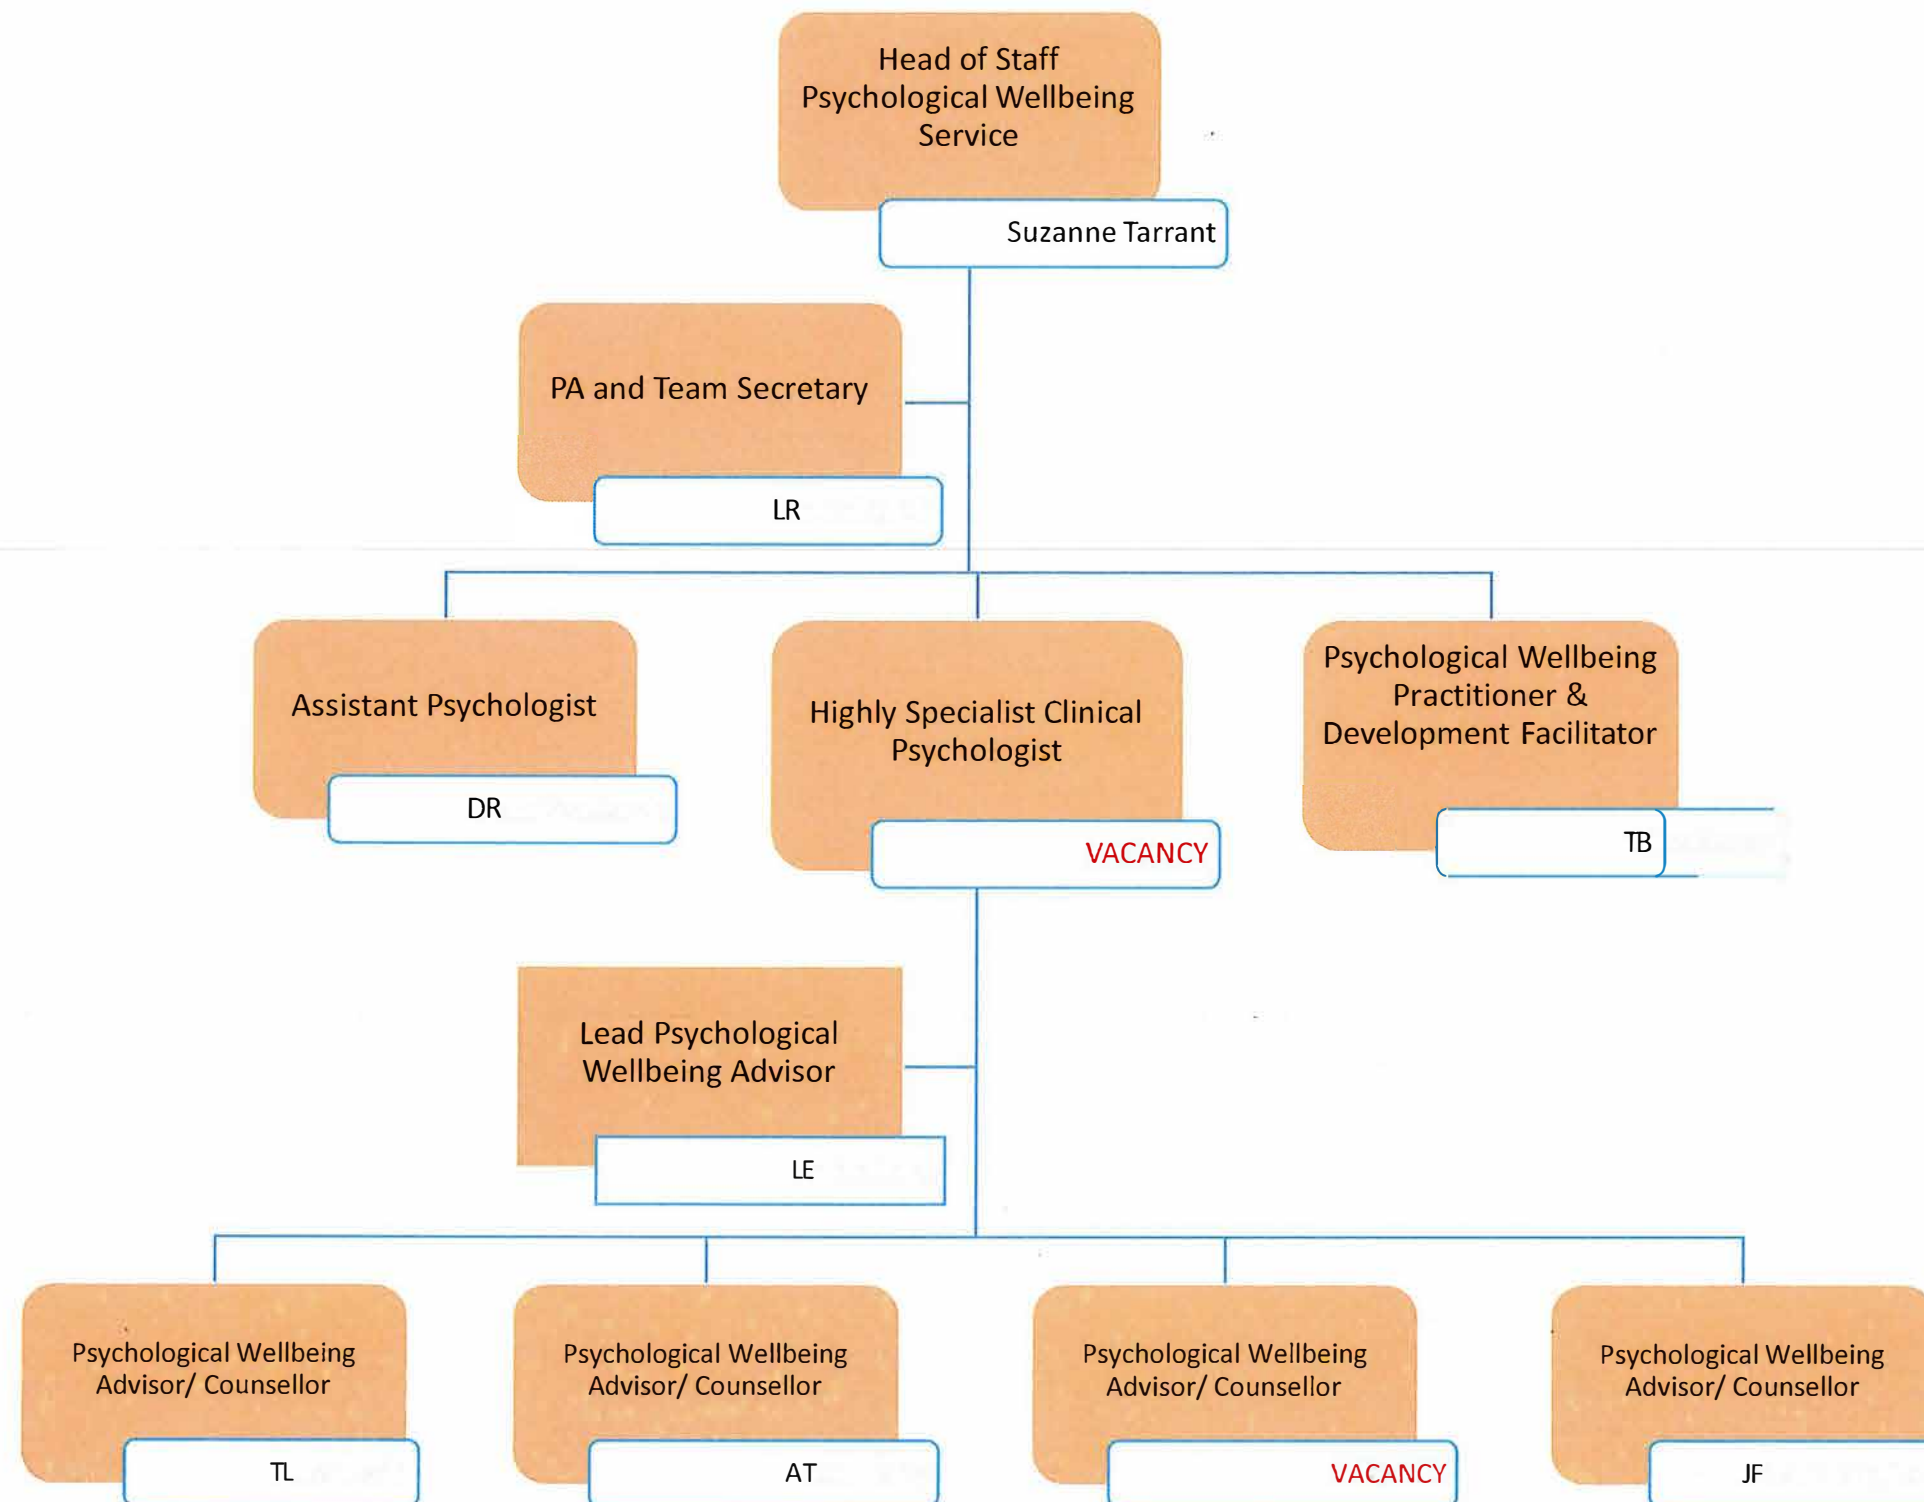 Head of Staff
Psychological Wellbeing
Service
Suzanne Tarrant
PA and Team Secretary
LR
Assistant Psychologist
DR
Highly Specialist Clinical
Psychologist
VACANCY
Psychological Wellbeing
Practitioner &
Development Facilitator
TB
Lead Psychological
Wellbeing Advisor
LE
Psychological Wellbeing
Advisor/ Counsellor
TL
Psychological Wellbeing
Advisor/ Counsellor
AT
Psychological Wellbeing
Advisor/ Counsellor
VACANCY
Psychological Wellbeing
Advisor/ Counsellor
JF